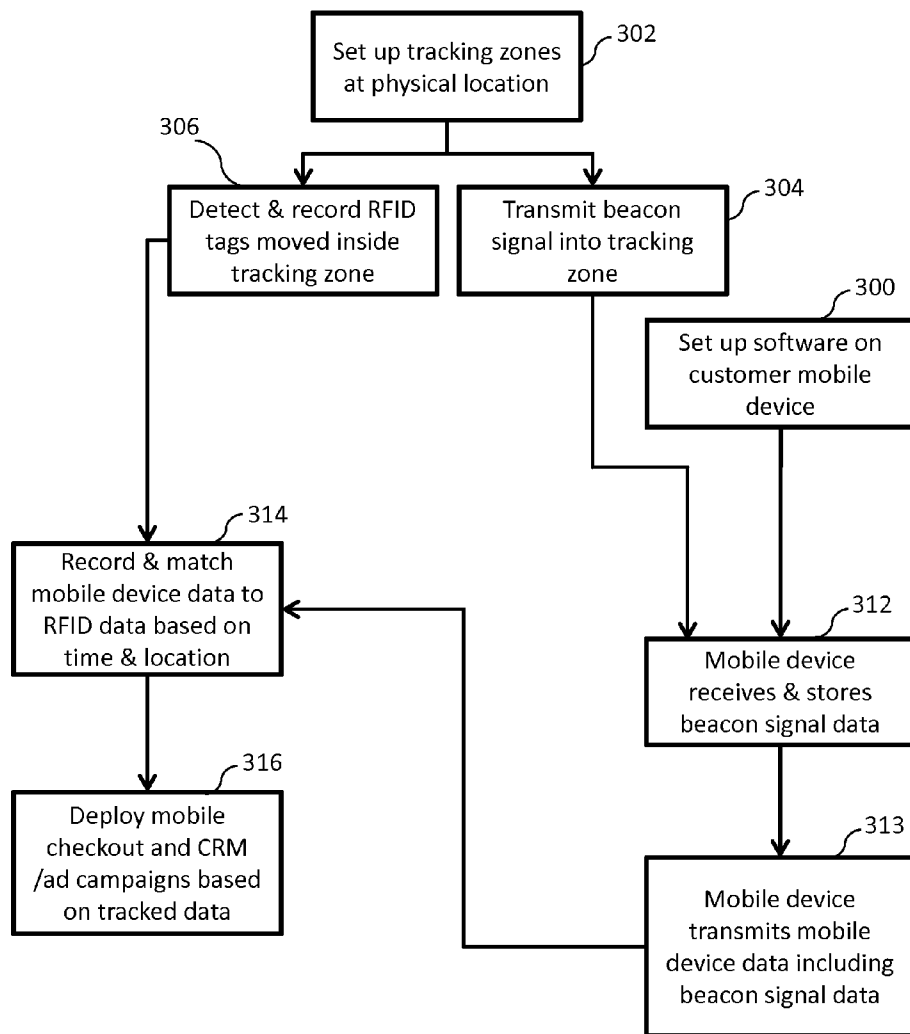 302
Set up tracking zones
at physical location
306
Detect & record RFID
tags moved inside
tracking zone
304
Transmit beacon
signal into tracking
zone
300
Set up software on
customer mobile
device
314
Record & match
mobile device data to
RFID data based on
time & location
312
Mobile device
receives & stores
beacon signal data
316
Deploy mobile
checkout and CRM
/ad campaigns based
on tracked data
313
Mobile device
transmits mobile
device data including
beacon signal data